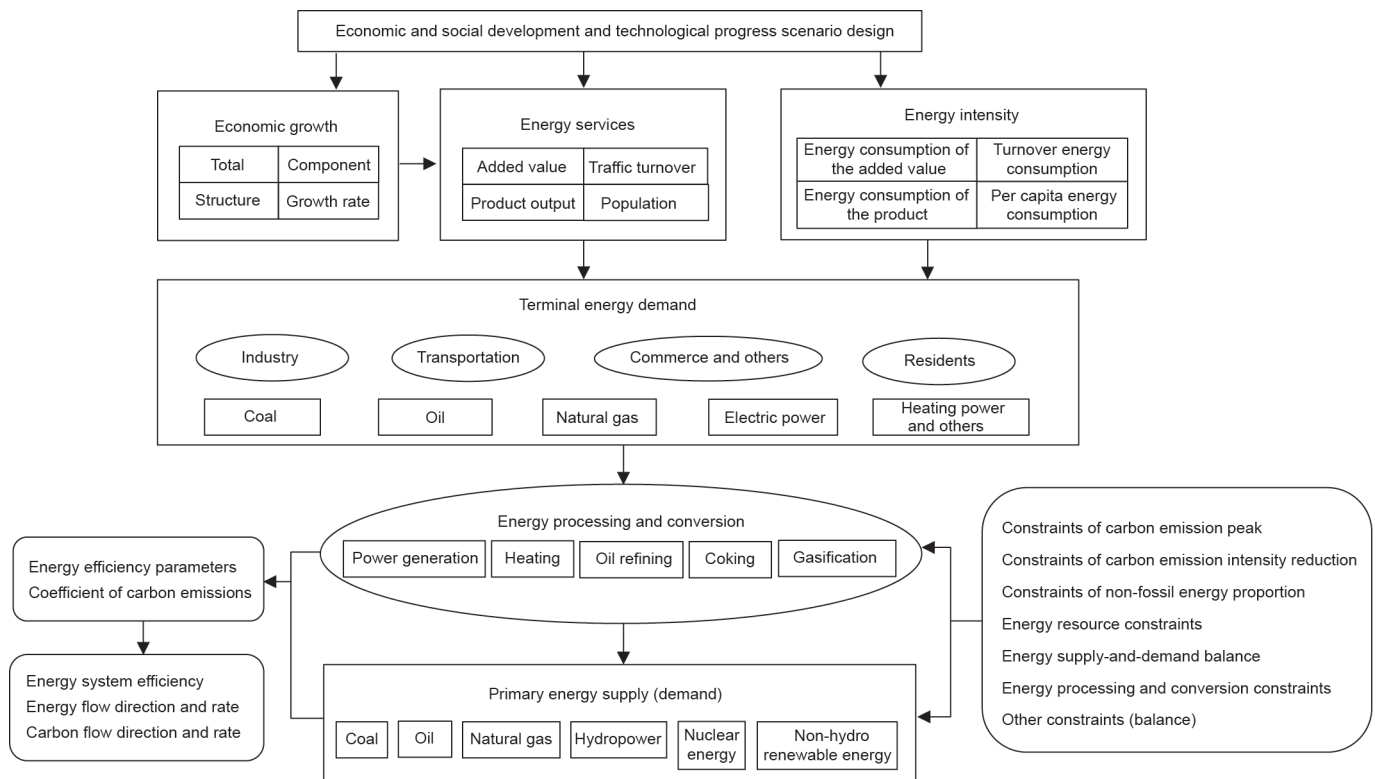 Economic and social development and technological progress scenario design
Economic growth
Total
Component
Structure
Growth rate
Energy services
Added value
Traffic turnover
Product output
Population
Energy intensity
Energy consumption of
the added value
Turnover energy
consumption
Energy consumption of
the product
Per capita energy
consumption
Terminal energy demand
Industry
Transportation
Commerce and others
Residents
Coal
Oil
Natural gas
Electric power
Heating power
and others
Energy processing and conversion
Power generation
Heating
Oil refining
Coking
Gasification
Energy efficiency parameters
Coefficient of carbon emissions
Energy system efficiency
Energy flow direction and rate
Carbon flow direction and rate
Primary energy supply (demand)
Coal
Oil
Natural gas
Hydropower
Nuclear
energy
Non-hydro
renewable energy
Constraints of carbon emission peak
Constraints of carbon emission intensity reduction
Constraints of non-fossil energy proportion
Energy resource constraints
Energy supply-and-demand balance
Energy processing and conversion constraints
Other constraints (balance)